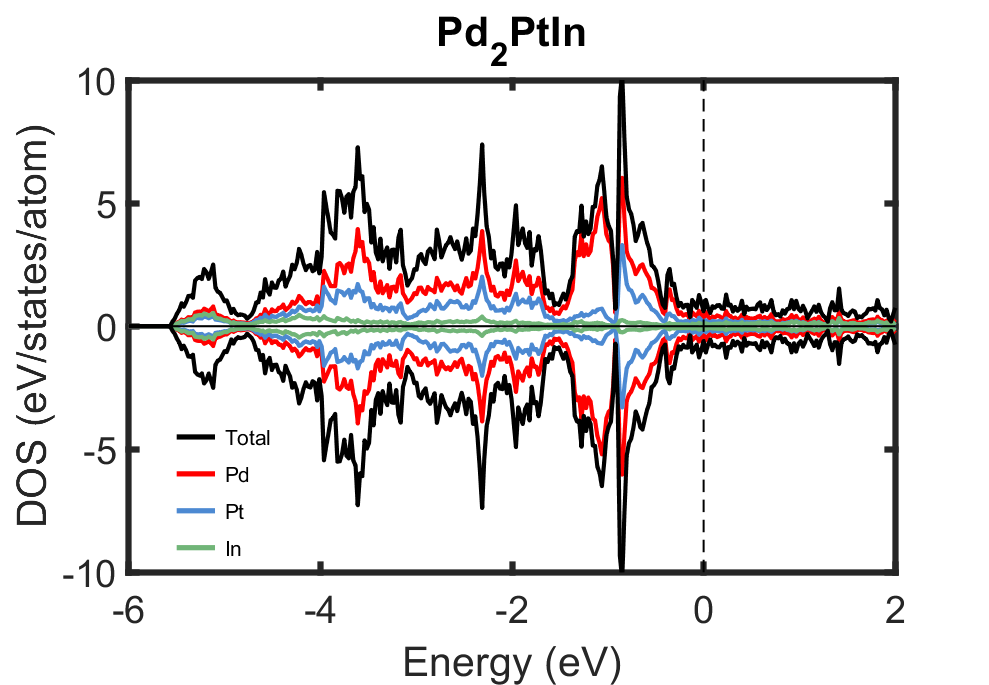 Pd₂PtIn
DOS (eV/states/atom)
10
5
0
-5
-10
Total
Pd
Pt
In
-6 -4 -2 0 2
Energy (eV)